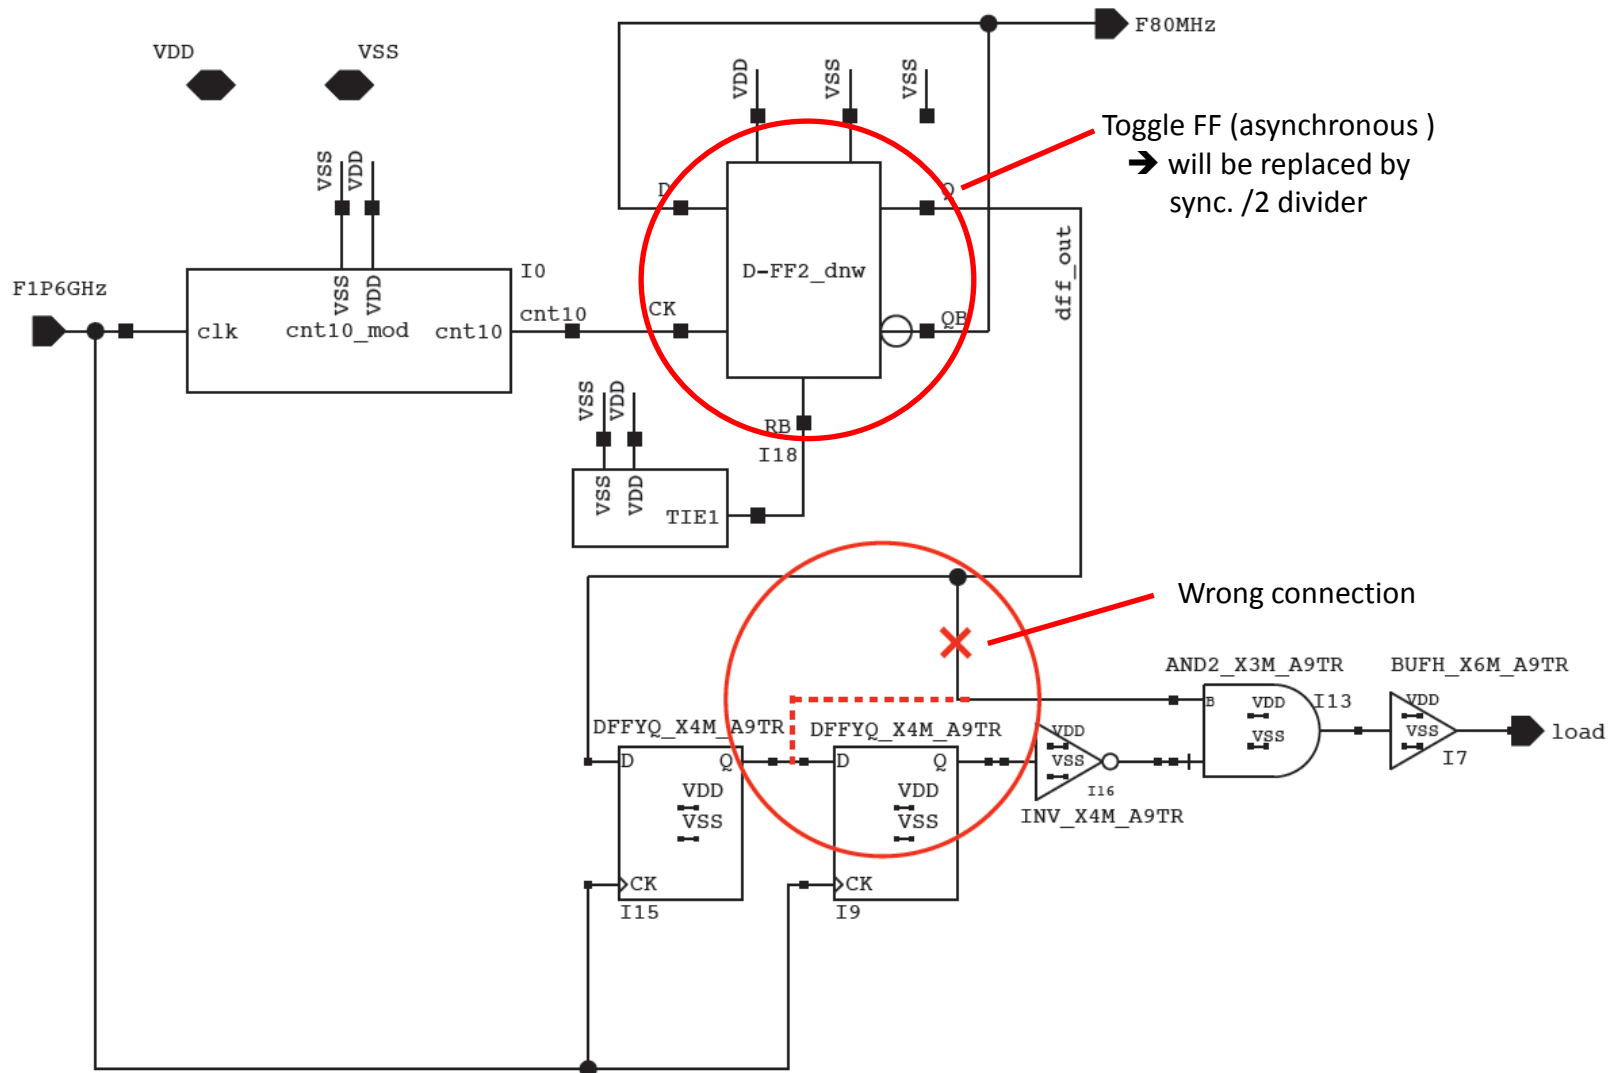 F80MHz
VDD
VSS
VDD
VSS
VSS
Toggle FF (asynchronous )
➔ will be replaced by
sync. /2 divider
VSS
VDD
D
Q
D-FF2_dnw
dff_out
F1P6GHz
I0
VSS
VDD
clk
cnt10_mod
cnt10
cnt10
CK
QB
VSS
VDD
RB
I18
VSS
VDD
TIE1
Wrong connection
AND2_X3M_A9TR
BUFH_X6M_A9TR
B
VDD
VSS
I13
VDD
VSS
I7
load
DFFYQ_X4M_A9TR
DFFYQ_X4M_A9TR
D
Q
VDD
VSS
CK
I15
D
Q
VDD
VSS
CK
I9
VDD
VSS
I16
INV_X4M_A9TR